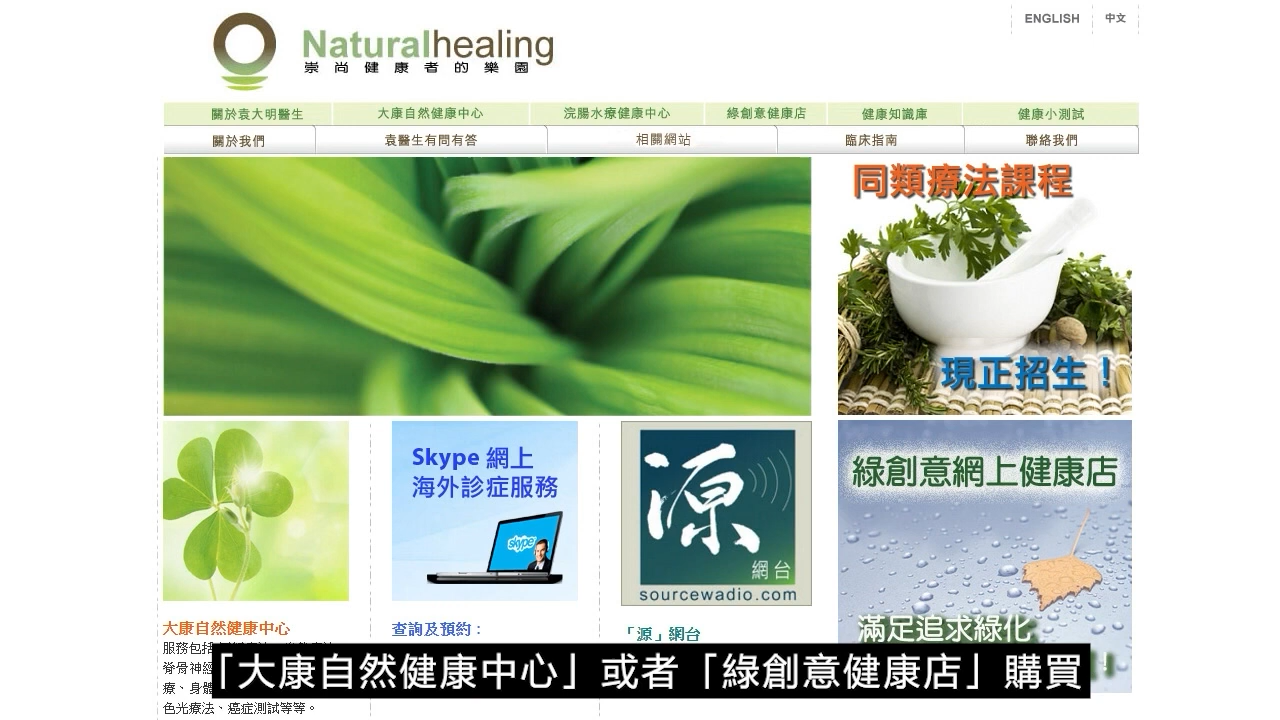 ENGLISH
中文
Naturalhealing
崇尚健康者的樂園
關於袁大明醫生
大康自然健康中心
浣腸水療健康中心
綠創意健康店
健康知識庫
健康小測試
關於我們
袁醫生有問有答
相關網站
臨床指南
聯絡我們
同類療法課程
現正招生！
Skype 網上
海外診症服務
skype
源
網台
sourcewadio.com
綠創意網上健康店
滿足追求綠化
大康自然健康中心
服務包括
脊骨神經
療、身體
色光療法、癌症測試等等。
查詢及預約：
「源」網台
「大康自然健康中心」或者「綠創意健康店」購買